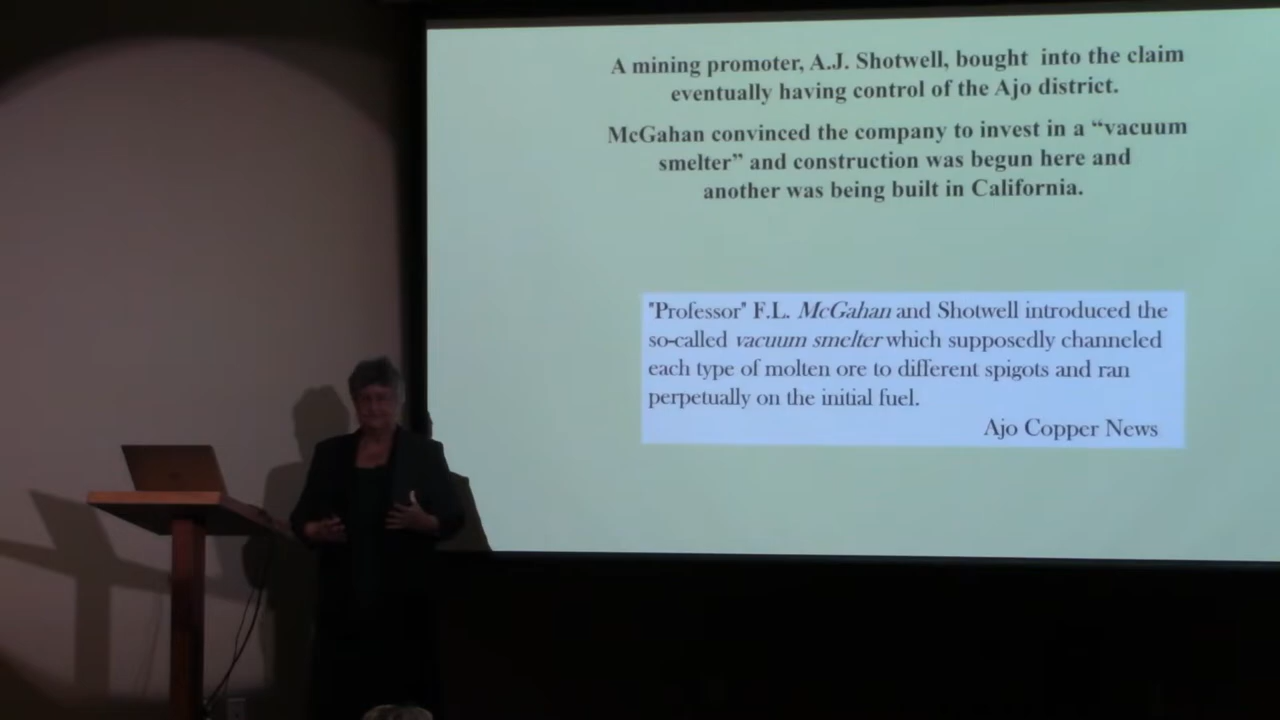 A mining promoter, A.J. Shotwell, bought into the claim
eventually having control of the Ajo district.
McGahan convinced the company to invest in a “vacuum
smelter” and construction was begun here and
another was being built in California.
"Professor" F.L. McGahan and Shotwell introduced the
so-called vacuum smelter which supposedly channeled
each type of molten ore to different spigots and ran
perpetually on the initial fuel.
Ajo Copper News